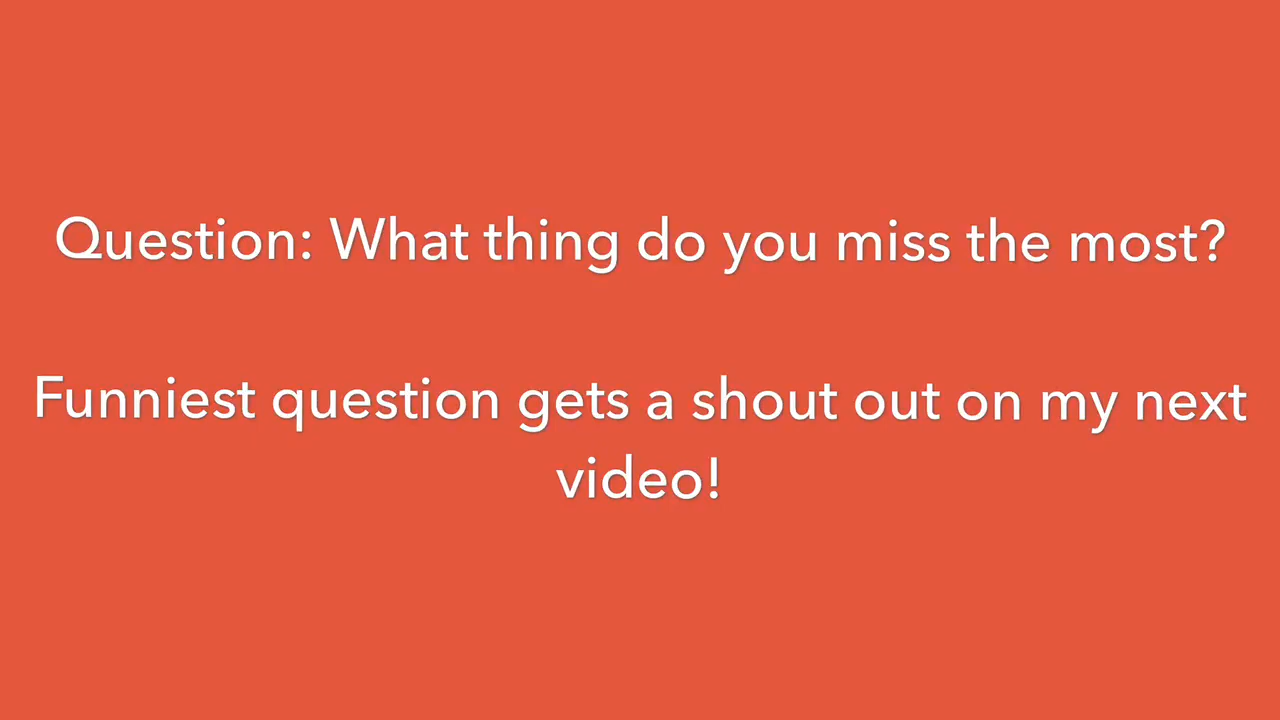 Question: What thing do you miss the most?
Funniest question gets a shout out on my next
video!